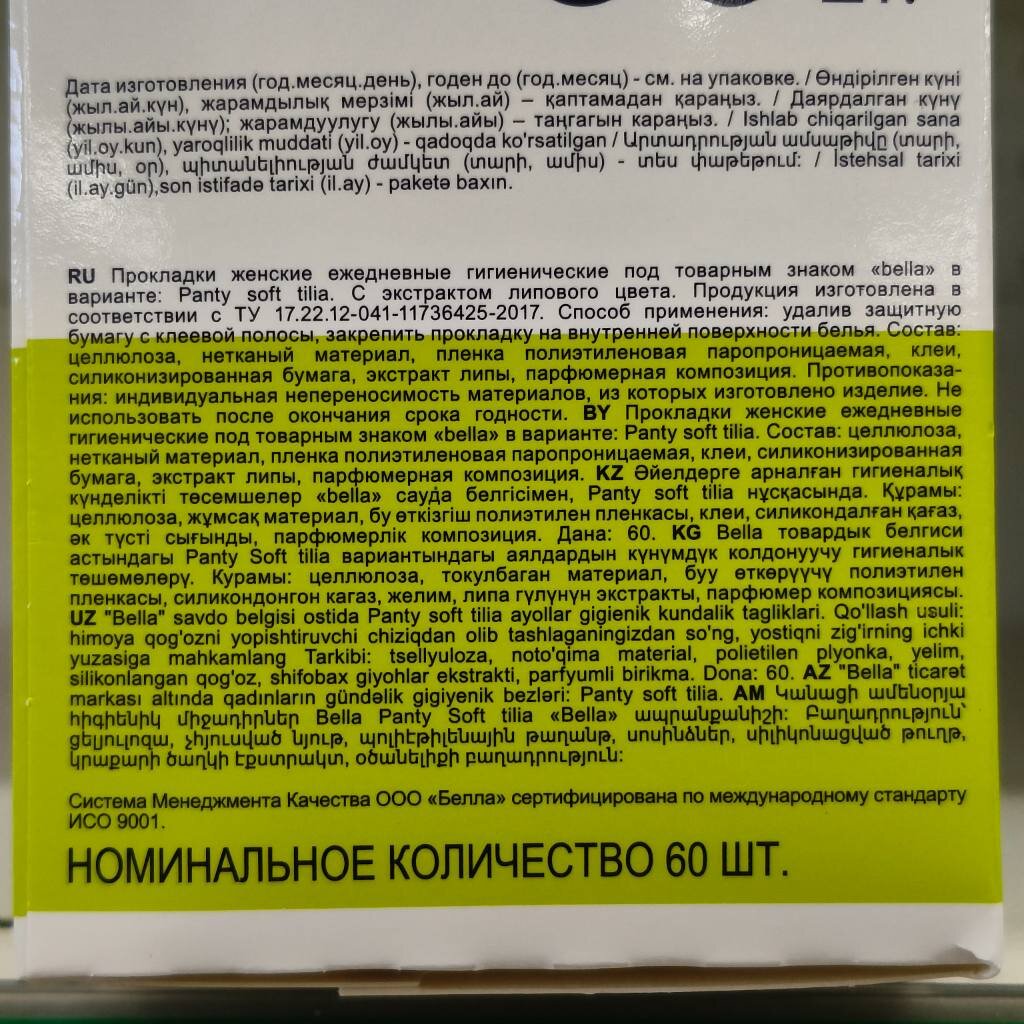 Дата изготовления (год.месяц.день), годен до (год.месяц) - см. на упаковке. / Өндірілген күні
(жыл.ай.күн), жарамдылық мерзімі (жыл.ай) – қаптамадан қараңыз. / Даярдалган күнү
(жылы.айы.күнү); жарамдуулугу (жылы.айы) – таңгагын караңыз. / Ishlab chiqarilgan sana
(yil.oy.kun), yaroqlilik muddati (yil.oy) - qadoqda ko'rsatilgan / Արտադրության ամսաթիվը (տարի,
ամիս, օր), պիտանելիության ժամկետ (տարի, ամիս) - տես փաթեթում: / İstehsal tarixi
(il.ay.gün),son istifadə tarixi (il.ay) - paketə baxın.
RU Прокладки женские ежедневные гигиенические под товарным знаком «bella» в
варианте: Panty soft tilia. С экстрактом липового цвета. Продукция изготовлена в
соответствии с ТУ 17.22.12-041-11736425-2017. Способ применения: удалив защитную
бумагу с клеевой полосы, закрепить прокладку на внутренней поверхности белья. Состав:
целлюлоза, нетканый материал, пленка полиэтиленовая паропроницаемая, клеи,
силиконизированная бумага, экстракт липы, парфюмерная композиция. Противопоказа-
ния: индивидуальная непереносимость материалов, из которых изготовлено изделие. Не
использовать после окончания срока годности. BY Прокладки женские ежедневные
гигиенические под товарным знаком «bella» в варианте: Panty soft tilia. Состав: целлюлоза,
нетканый материал, пленка полиэтиленовая паропроницаемая, клеи, силиконизированная
бумага, экстракт липы, парфюмерная композиция. KZ Әйелдерге арналған гигиеналық
күнделікті төсемшелер «bella» сауда белгісімен, Panty soft tilia нұсқасында. Құрамы:
целлюлоза, жұмсақ материал, бу өткізгіш полиэтилен пленкасы, клеи, силикондалған қағаз,
әк түсті сығынды, парфюмерлік композиция. Дана: 60. KG Bella товардык белгиси
астындагы Panty Soft tilia вариантындагы аялдардын күнүмдүк колдонуучу гигиеналык
төшөмөлөрү. Курамы: целлюлоза, токулбаган материал, буу өткөрүүчү полиэтилен
пленкасы, силикондонгон кагаз, желим, липа гүлүнүн экстракты, парфюмер композициясы.
UZ "Bella" savdo belgisi ostida Panty soft tilia ayollar gigienik kundalik tagliklari. Qo'llash usuli:
himoya qog'ozni yopishtiruvchi chiziqdan olib tashlaganingizdan so'ng, yostiqni zig'irning ichki
yuzasiga mahkamlang Tarkibi: tsellyuloza, noto'qima material, polietilen plyonka, yelim,
silikonlangan qog'oz, shifobax giyohlar ekstrakti, parfyumli birikma. Dona: 60. AZ "Bella" ticarət
markası altında qadınların gündəlik gigiyenik bezləri: Panty soft tilia. AM Կանացի ամենօրյա
հիգիենիկ միջադիրներ Bella Panty Soft tilia «Bella» ապրանքանիշի: Բաղադրություն՝
ցելյուլոզա, չհյուսված նյութ, պոլիէթիլենային թաղանթ, սոսինձներ, սիլիկոնացված թուղթ,
կրաքարի ծաղկի էքստրակտ, օծանելիքի բաղադրություն:
Система Менеджмента Качества ООО «Белла» сертифицирована по международному стандарту
ИСО 9001.
НОМИНАЛЬНОЕ КОЛИЧЕСТВО 60 ШТ.